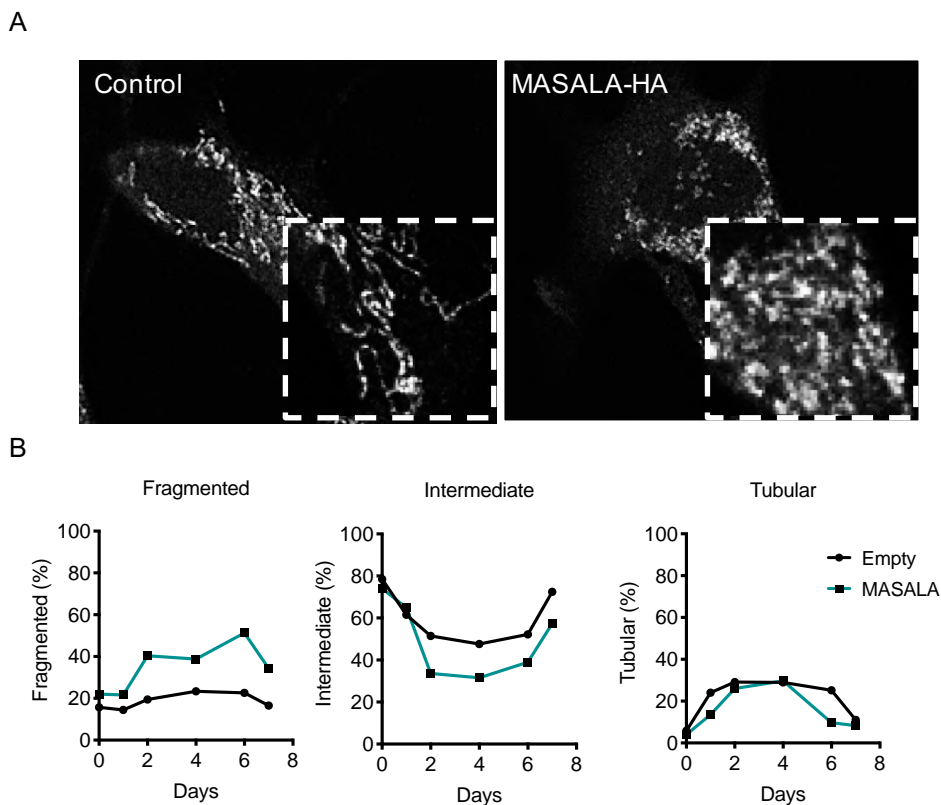 A
Control
MASALA-HA
B
Fragmented
Intermediate
Tubular
Fragmented (%)
100
80
60
40
20
0
0
2
4
6
8
Days
Intermediate (%)
100
80
60
40
20
0
0
2
4
6
8
Days
Tubular (%)
100
80
60
40
20
0
0
2
4
6
8
Days
Empty
MASALA